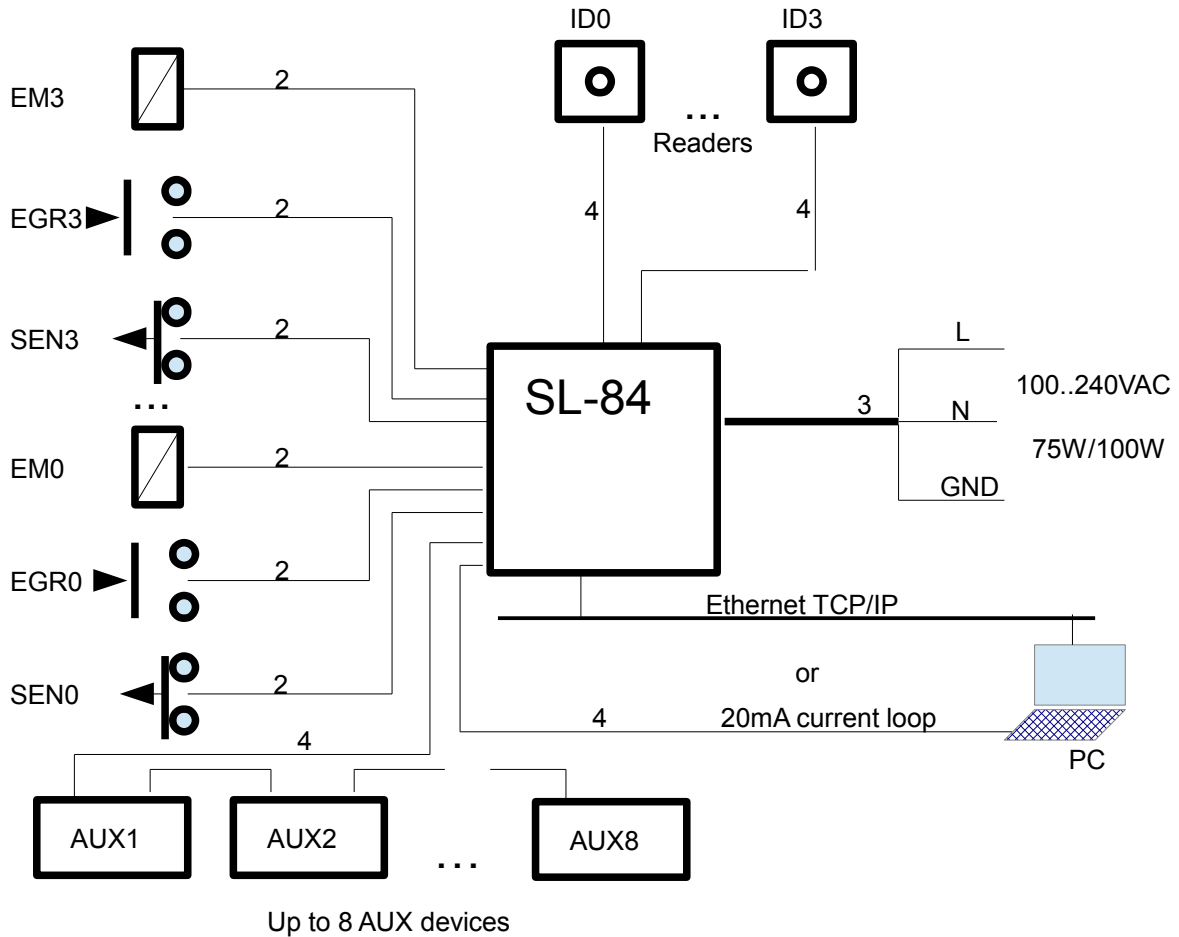 ID0
ID3
EM3
2
...
Readers
EGR3
2
4
4
SEN3
2
...
SL-84
L
100..240VAC
3
N
75W/100W
GND
EM0
2
EGR0
2
Ethernet TCP/IP
or
SEN0
2
4
4
20mA current loop
PC
AUX1
AUX2
...
AUX8
Up to 8 AUX devices